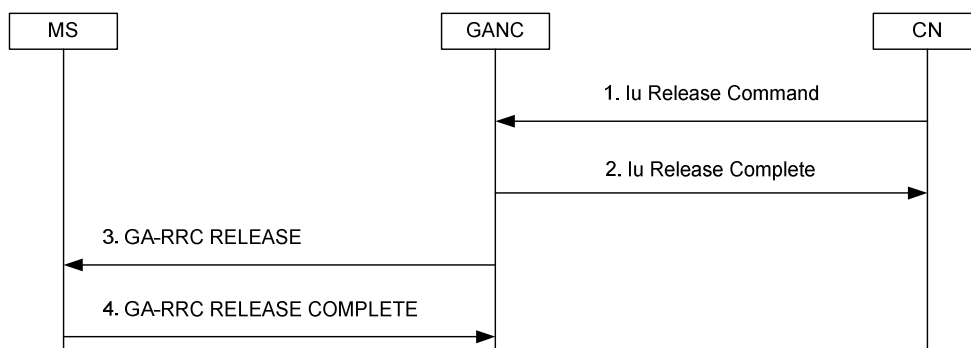 MS
GANC
CN
1. Iu Release Command
2. Iu Release Complete
3. GA-RRC RELEASE
4. GA-RRC RELEASE COMPLETE